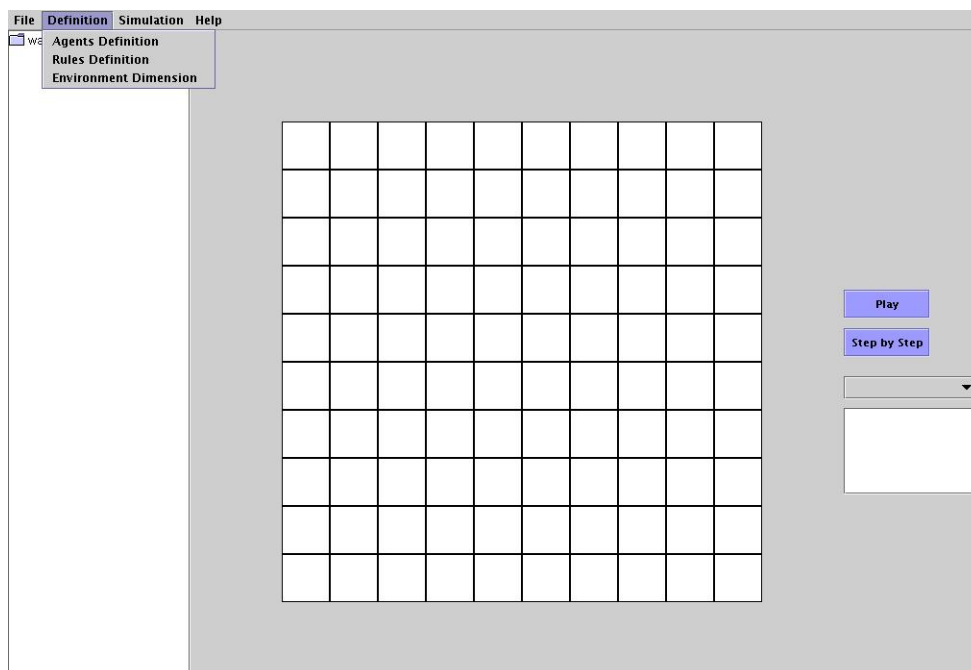 File Definition Simulation Help
Agents Definition
Rules Definition
Environment Dimension
Play
Step by Step